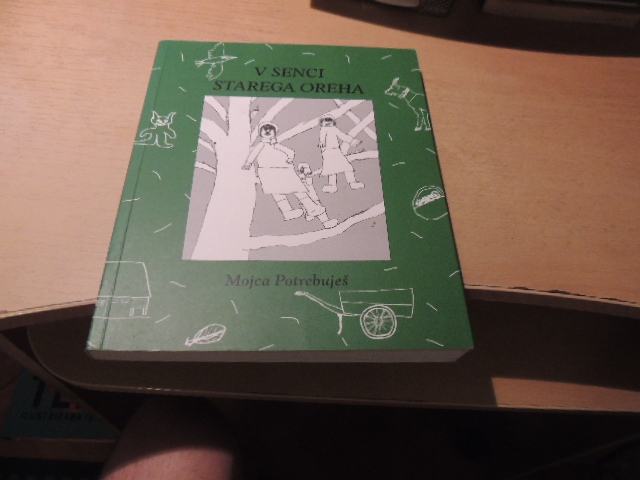 V SENCI
STAREGA OREHA
Mojca Potrebuješ